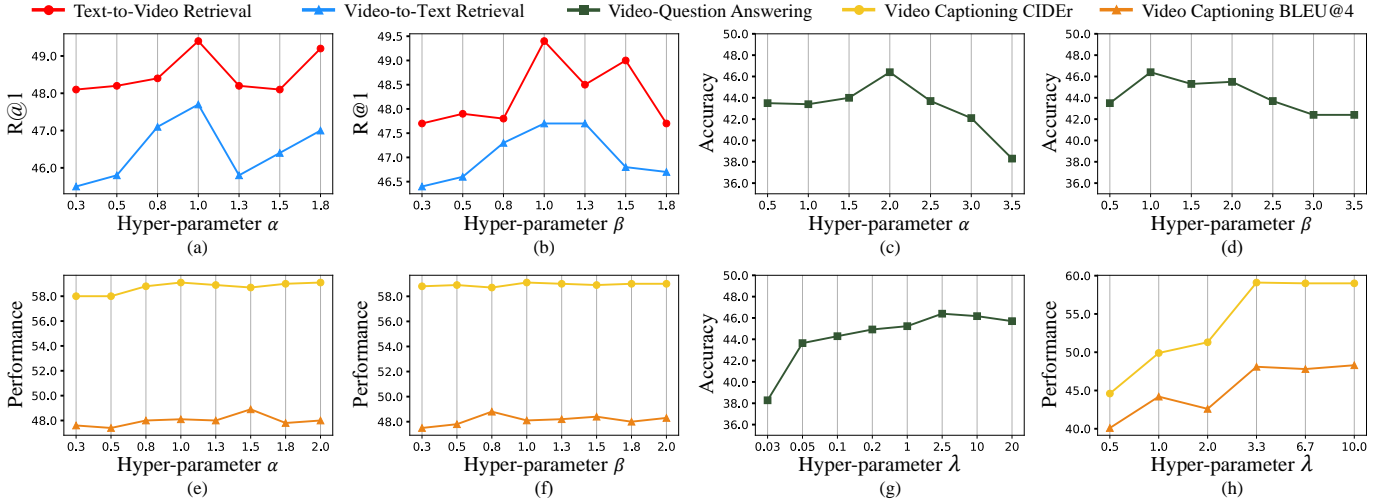 Text-to-Video Retrieval Video-to-Text Retrieval Video-Question Answering Video Captioning CIDEr Video Captioning BLEU@4
R@1
49.0
48.0
47.0
46.0
0.3 0.5 0.8 1.0 1.3 1.5 1.8
Hyper-parameter α
(a)
R@1
49.5
49.0
48.5
48.0
47.5
47.0
46.5
0.3 0.5 1.0 1.0 1.3 1.5 1.8
Hyper-parameter β
(b)
Accuracy
50.0
48.0
46.0
44.0
42.0
40.0
38.0
36.0
0.5 1.0 1.5 2.0 2.5 3.0 3.5
Hyper-parameter α
(c)
Accuracy
50.0
48.0
46.0
44.0
42.0
40.0
38.0
36.0
0.5 1.0 1.5 2.0 2.5 3.0 3.5
Hyper-parameter β
(d)
Performance
58.0
56.0
54.0
52.0
50.0
48.0
0.3 0.5 0.8 1.0 1.3 1.5 1.8 2.0
Hyper-parameter α
(e)
Performance
58.0
56.0
54.0
52.0
50.0
48.0
0.3 0.5 0.8 1.0 1.3 1.5 1.8 2.0
Hyper-parameter β
(f)
Accuracy
50.0
48.0
46.0
44.0
42.0
40.0
38.0
36.0
0.03 0.05 0.1 0.2 1 2.5 10 20
Hyper-parameter λ
(g)
Performance
60.0
55.0
50.0
45.0
40.0
0.5 1.0 2.0 3.3 6.7 10.0
Hyper-parameter λ
(h)